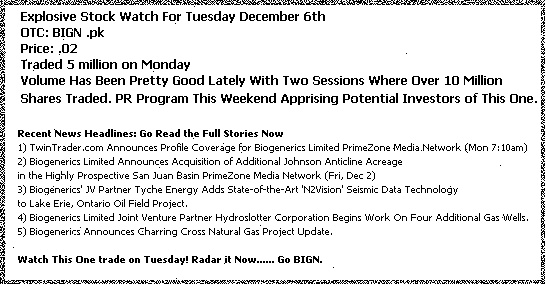 Explosive Stock Watch For Tuesday December 6th
OTC: BIGN .pk
Price: .02
Traded 5 million on Monday
Volume Has Been Pretty Good Lately With Two Sessions Where Over 10 Million
Shares Traded. PR Program This Weekend Apprising Potential Investors of This One.
Recent News Headlines: Go Read the Full Stories Now
1) TwinTrader.com Announces Profile Coverage for Biogenerics Limited PrimeZone Media Network (Mon 7:10am)
2) Biogenerics Limited Announces Acquisition of Additional Johnson Anticline Acreage
in the Highly Prospective San Juan Basin PrimeZone Media Network (Fri, Dec 2)
3) Biogenerics' JV Partner Tyche Energy Adds State-of-the-Art 'N2Vision' Seismic Data Technology
to Lake Erie, Ontario Oil Field Project.
4) Biogenerics Limited Joint Venture Partner Hydroslotter Corporation Begins Work On Four Additional Gas Wells.
5) Biogenerics Announces Charring Cross Natural Gas Project Update.
Watch This One trade on Tuesday! Radar it Now...... Go BIGN.